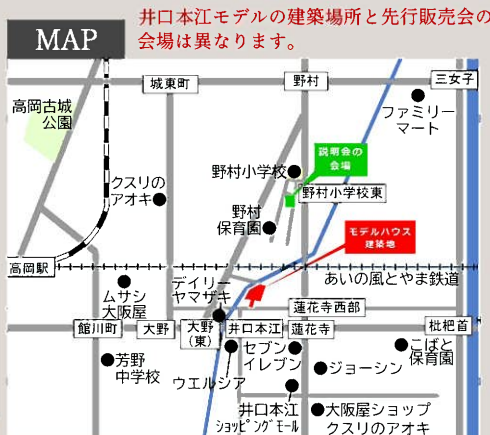 井口本江モデルの建築場所と先行販売会の
会場は異なります。
MAP
城東町
野村
三女子
高岡古城
公園
ファミリー
マート
説明会の
会場
野村小学校
クスリの
アオキ
野村小学校東
野村
保育園
モデルハウス
建築地
高岡駅
あいの風とやま鉄道
ムサシ
大阪屋
デイリー
ヤマザキ
蓮花寺西部
館川町
大野
大野
(東)
井口本江
蓮花寺
枇杷首
芳野
中学校
ウエルシア
セブン
イレブン
ジョーシン
こばと
保育園
井口本江
ショッピングモール
大阪屋ショップ
クスリのアオキ